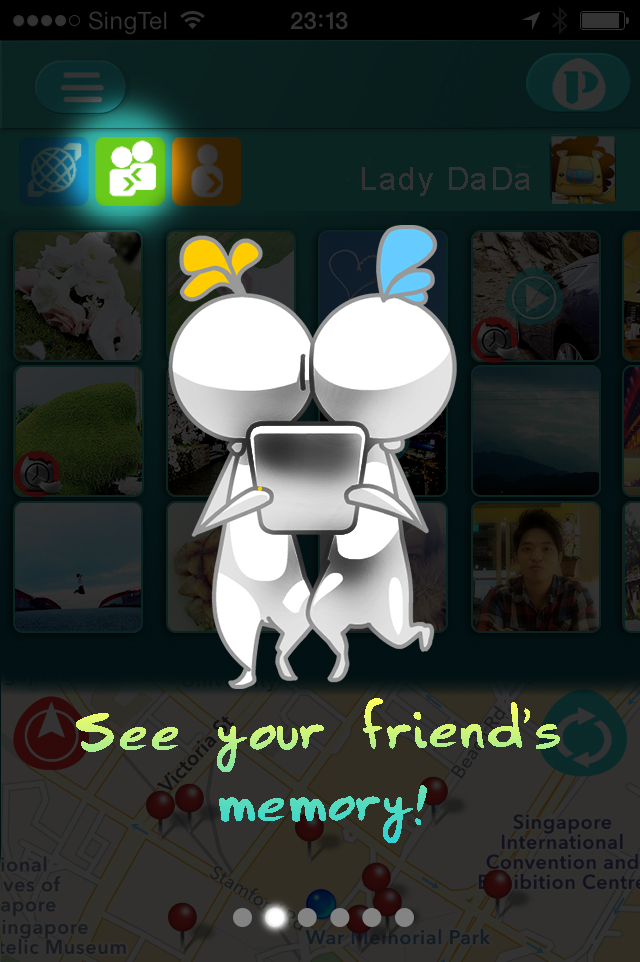 SingTel
23:13
P
Lady DaDa
See your friend's
memory!
Victoria St
Beach Rd
Singapore
International
Convention and
Exhibition Centre
ional
ves of
apore
Stamford
ingapore
telic Museum
War Memorial Park